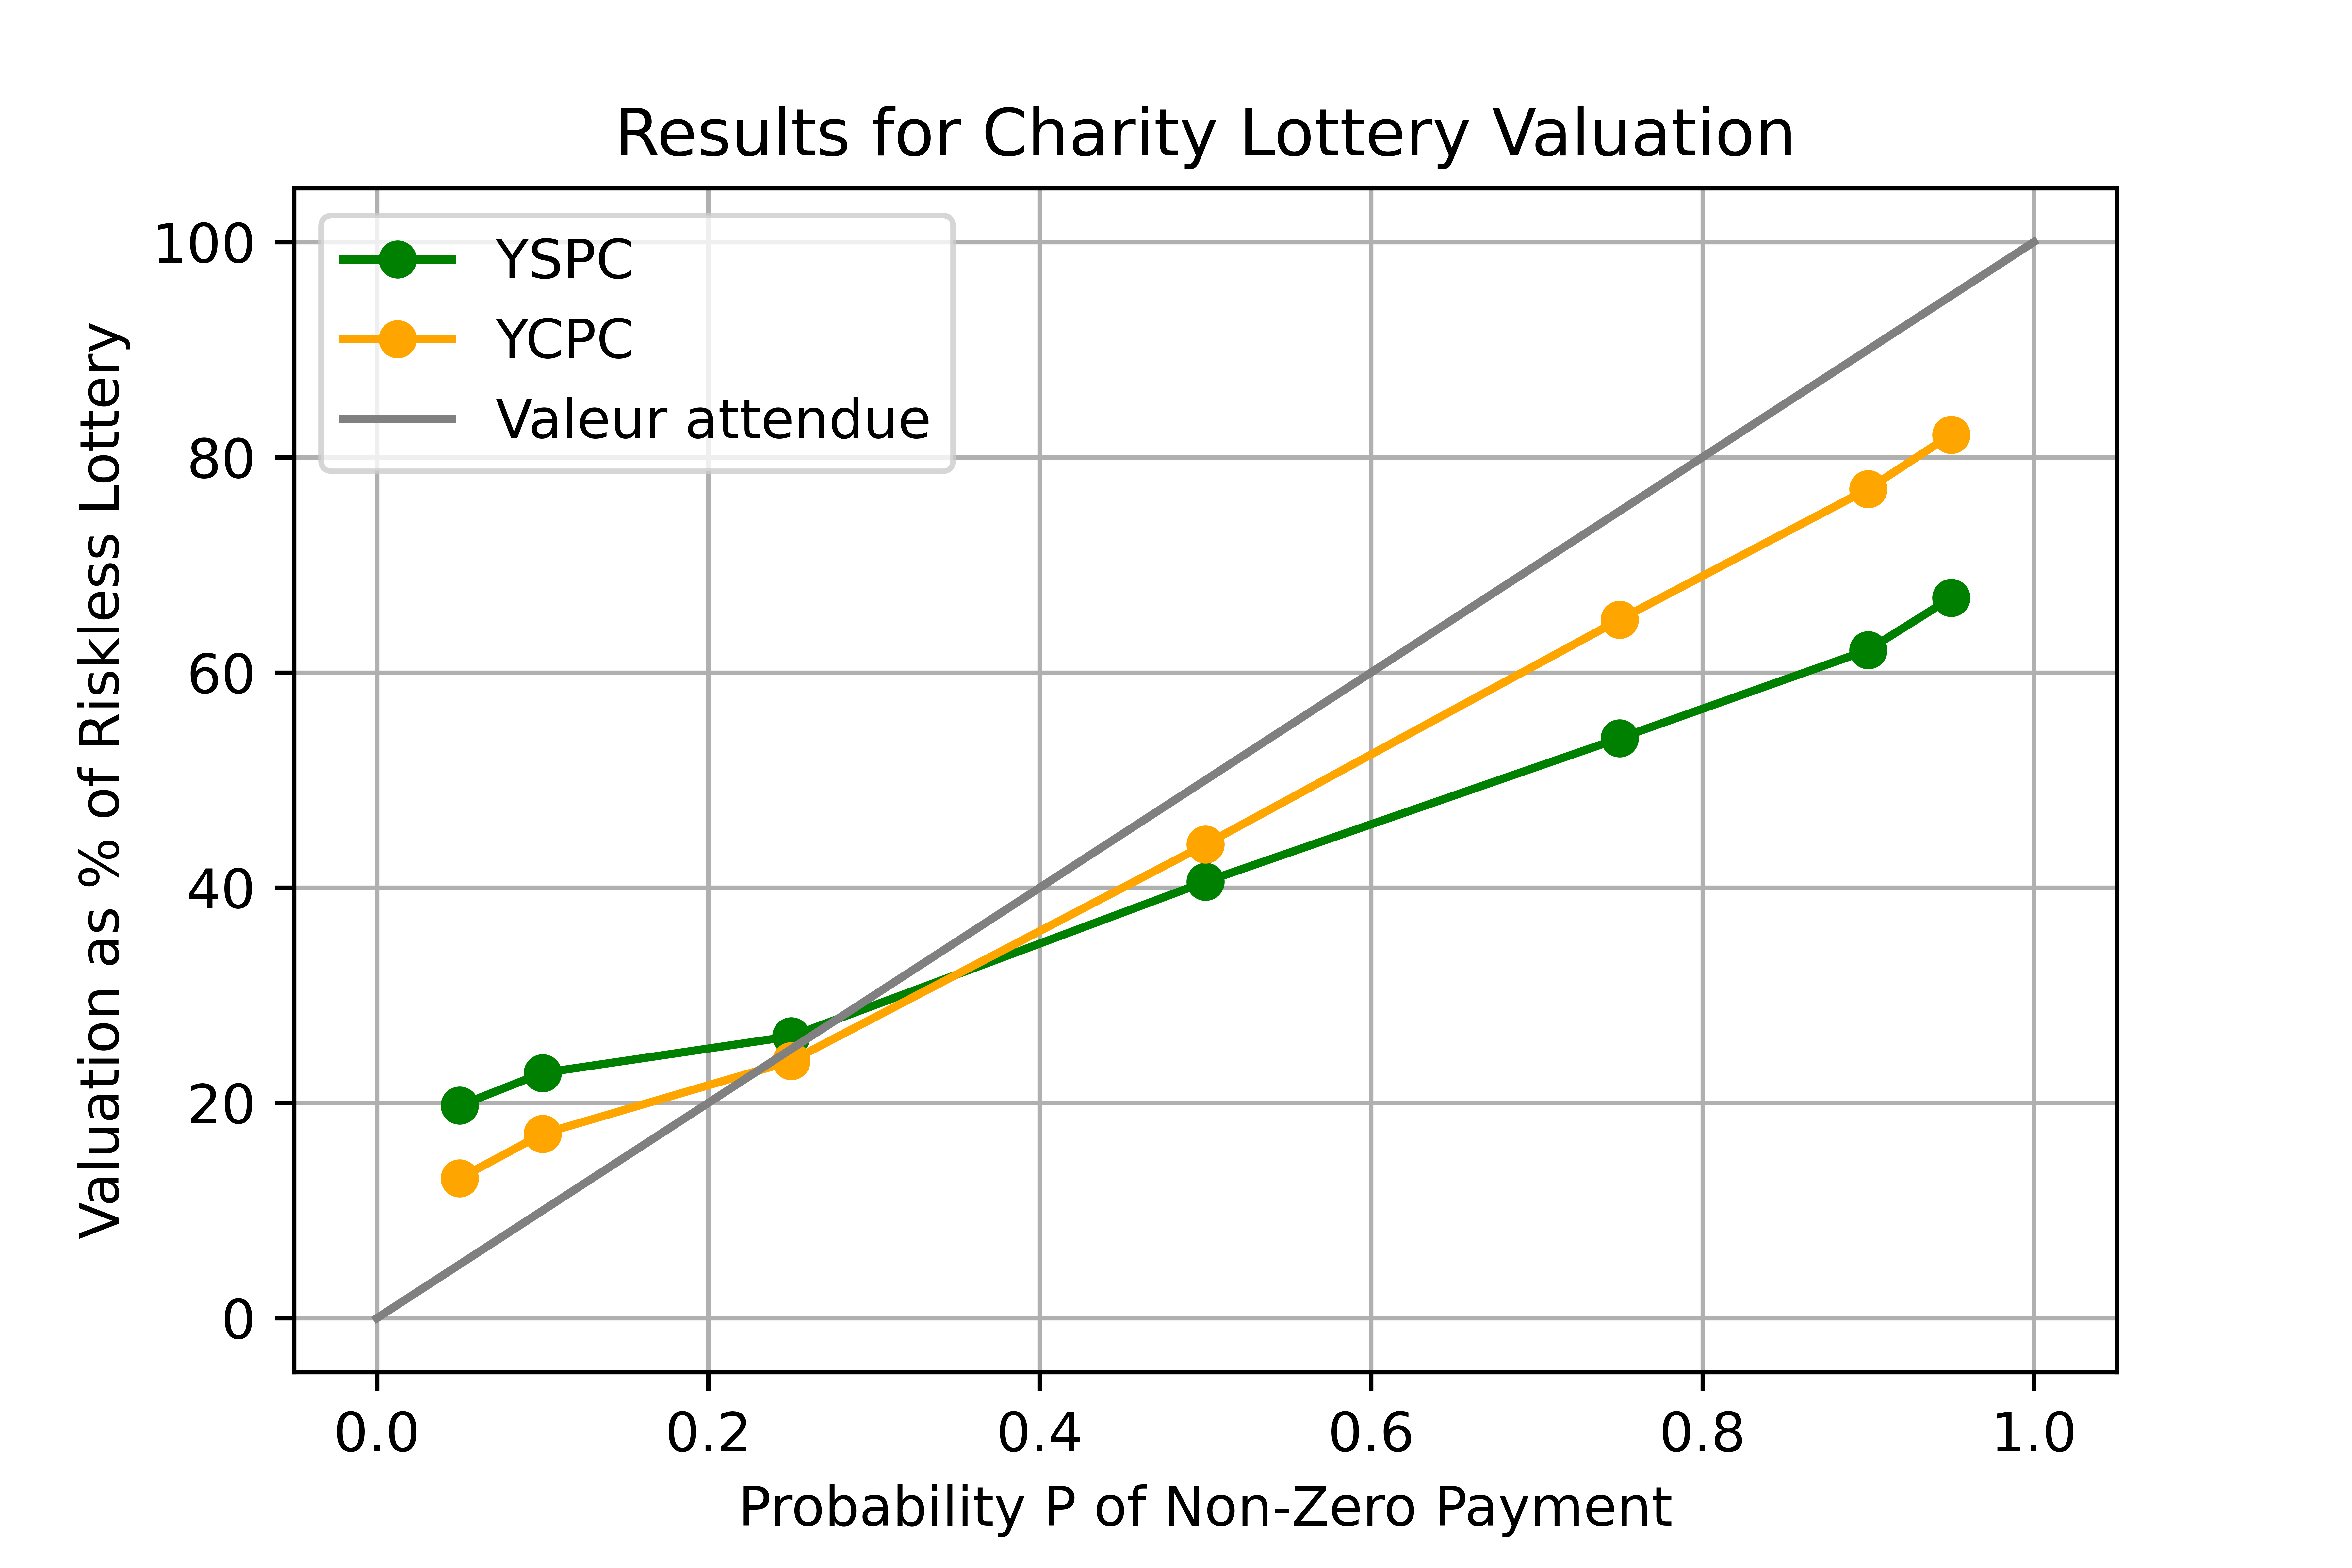 Results for Charity Lottery Valuation
YSPC
YCPC
Valeur attendue
Valuation as % of Riskless Lottery
100
80
60
40
20
0
0.0 0.2 0.4 0.6 0.8 1.0
Probability P of Non-Zero Payment